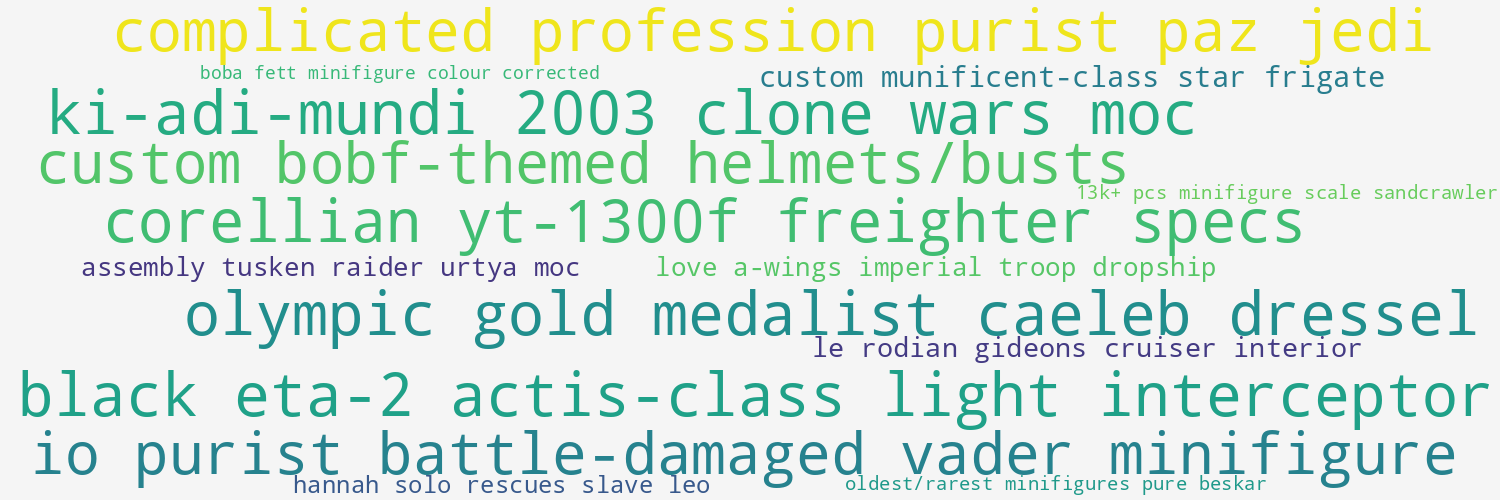 complicated profession purist paz jedi
boba fett minifigure colour corrected
custom munificent-class star frigate
ki-adi-mundi 2003 clone wars moc
custom bobf-themed helmets/busts
13k+ pcs minifigure scale sandcrawler
corellian yt-1300f freighter specs
assembly tusken raider urtya moc
love a-wings imperial troop dropship
olympic gold medalist caeleb dressel
le rodian gideons cruiser interior
black eta-2 actis-class light interceptor
io purist battle-damaged vader minifigure
hannah solo rescues slave leo
oldest/rarest minifigures pure beskar